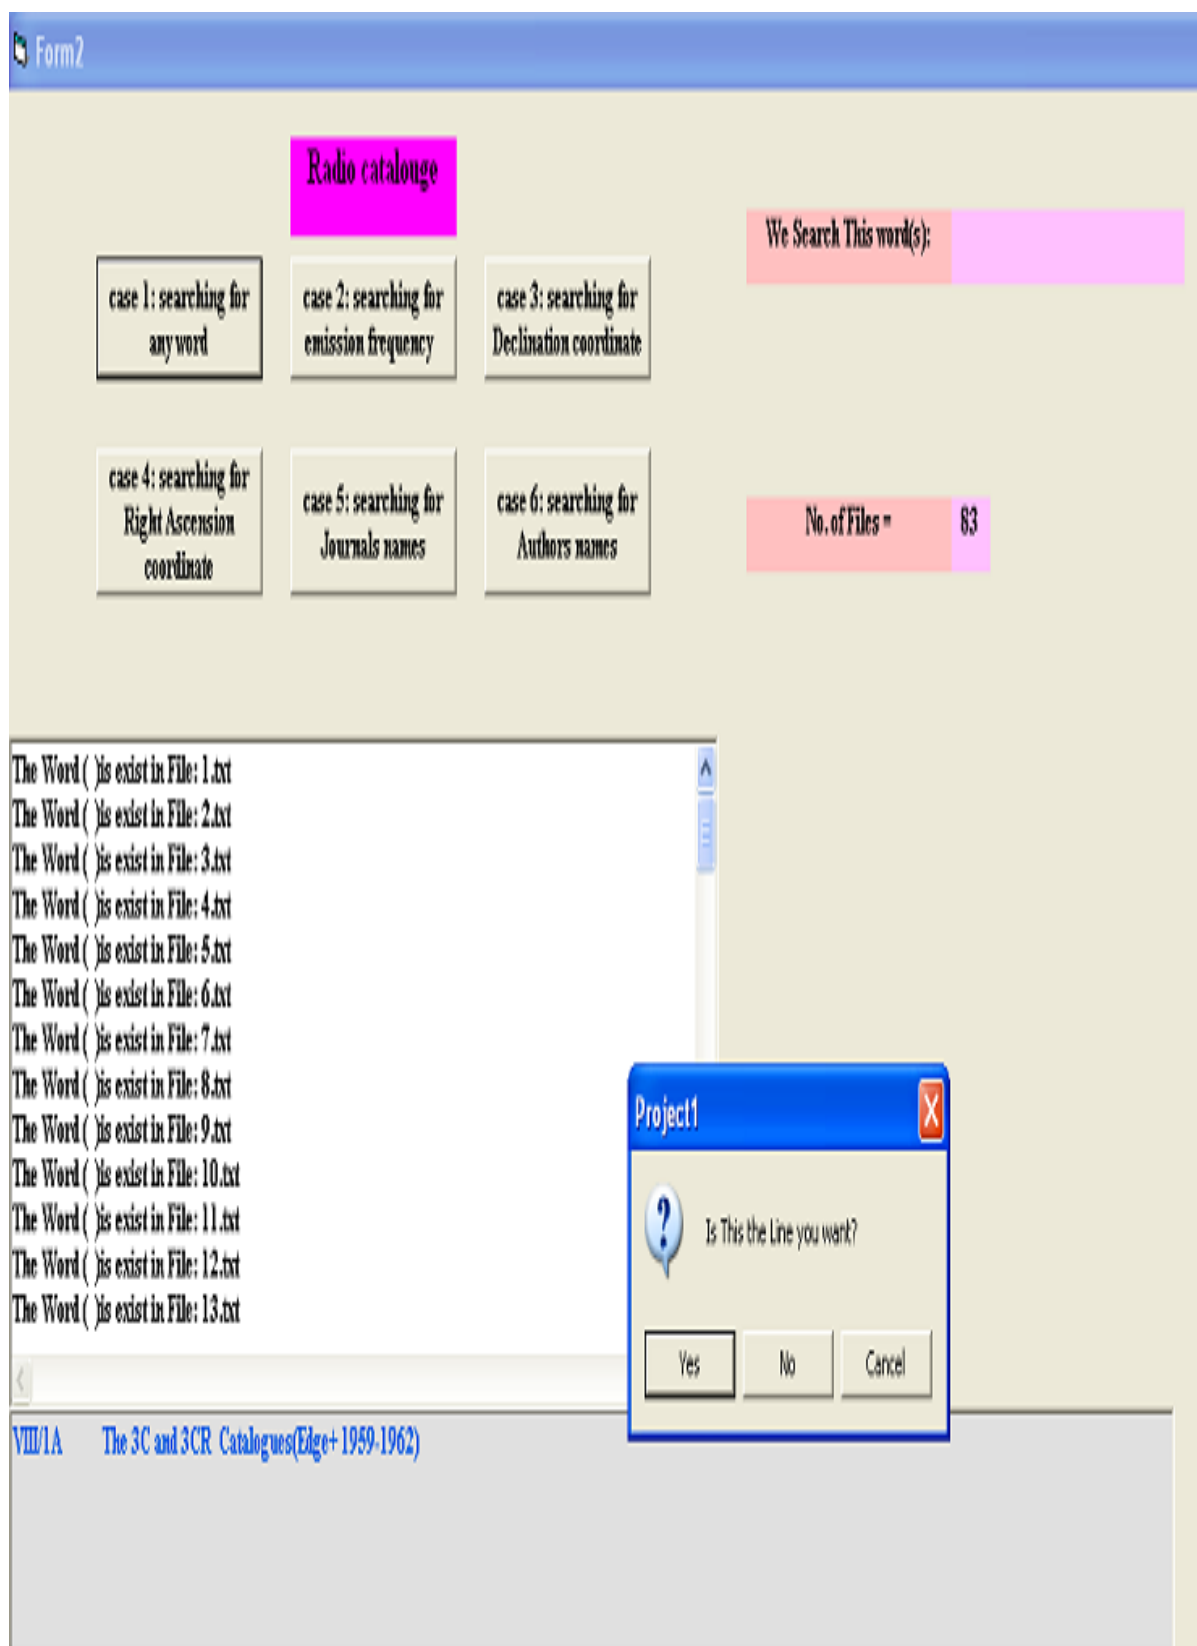 Form2
Radio catalouge
We Search This word(s):
case 1: searching for
any word
case 2: searching for
emission frequency
case 3: searching for
Declination coordinate
case 4: searching for
Right Ascension
coordinate
case 5: searching for
Journals names
case 6: searching for
Authors names
No. of Files = 83
The Word ( )is exist in File: 1.txt
The Word ( )is exist in File: 2.txt
The Word ( )is exist in File: 3.txt
The Word ( )is exist in File: 4.txt
The Word ( )is exist in File: 5.txt
The Word ( )is exist in File: 6.txt
The Word ( )is exist in File: 7.txt
The Word ( )is exist in File: 8.txt
The Word ( )is exist in File: 9.txt
The Word ( )is exist in File: 10.txt
The Word ( )is exist in File: 11.txt
The Word ( )is exist in File: 12.txt
The Word ( )is exist in File: 13.txt
Project1
Is This the Line you want?
Yes No Cancel
VIII/1A The 3C and 3CR Catalogues(Edge+ 1959-1962)